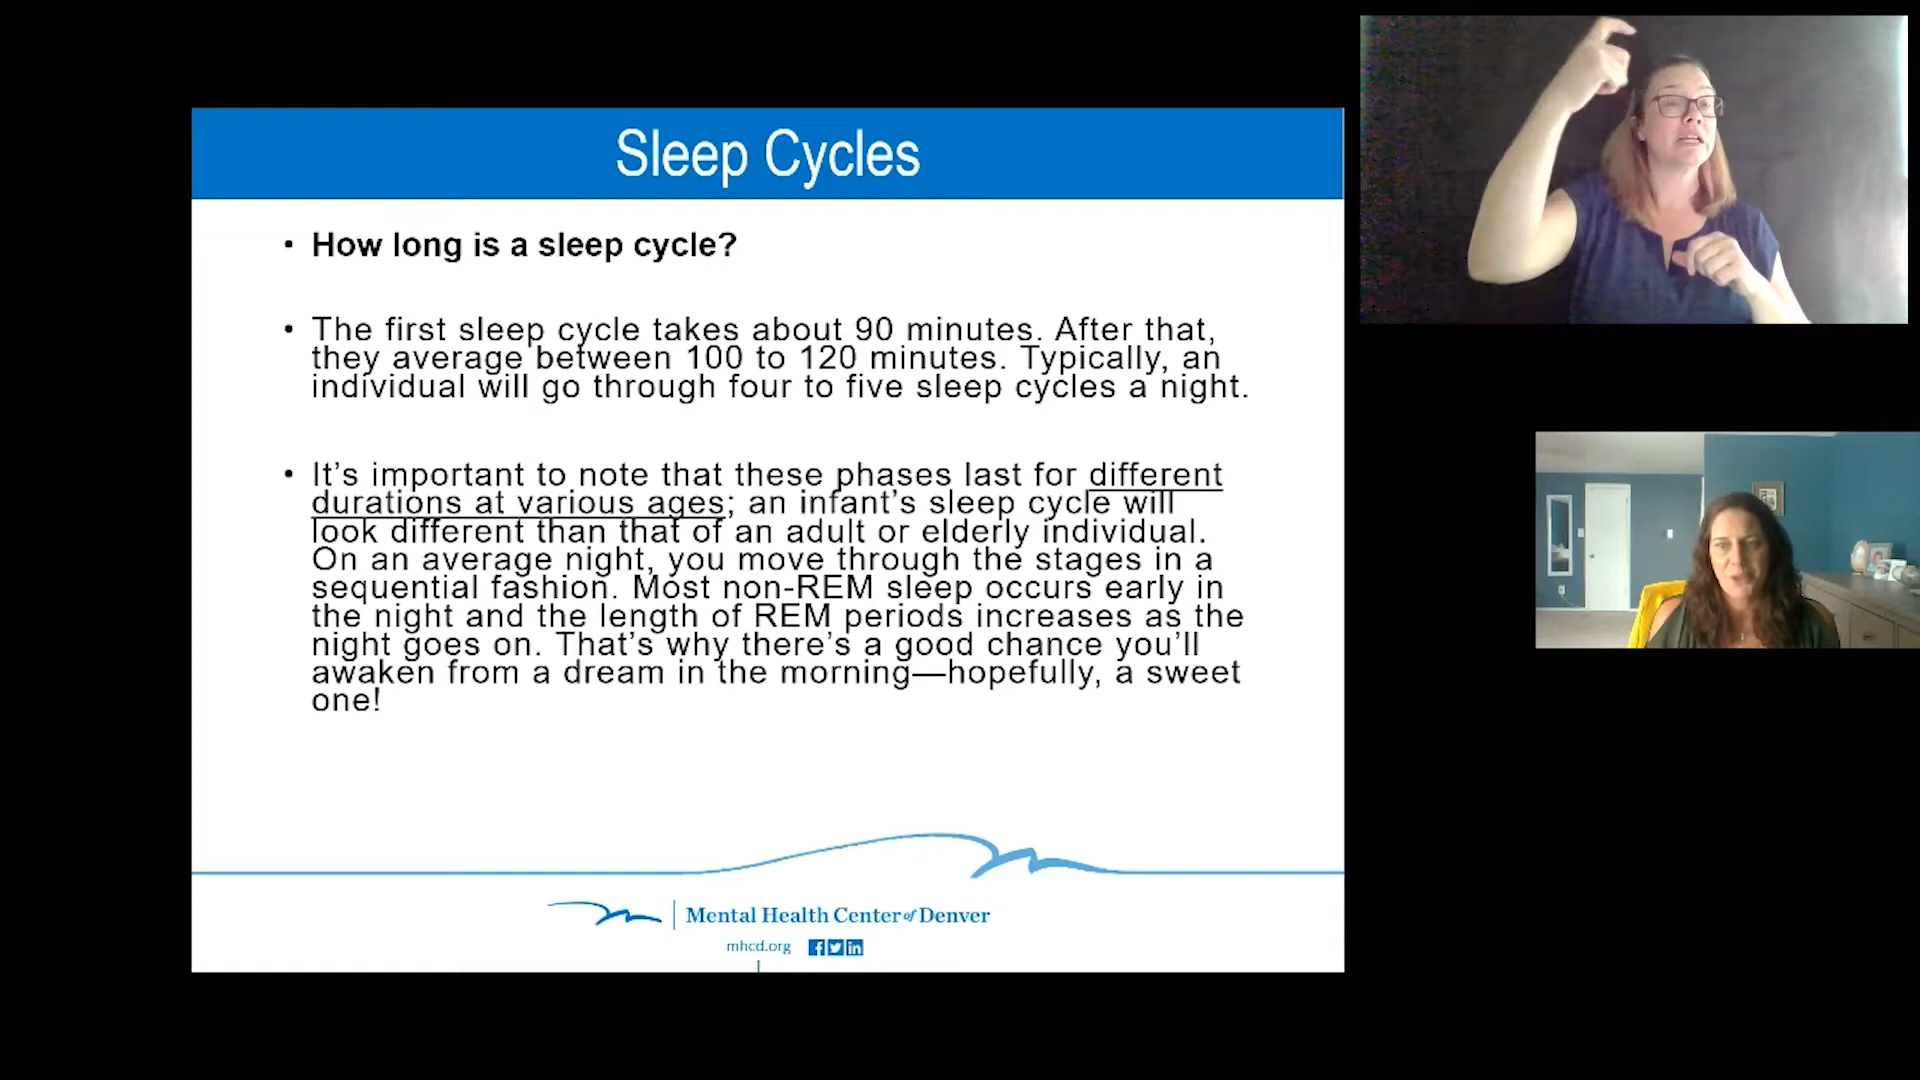 Sleep Cycles
• How long is a sleep cycle?
• The first sleep cycle takes about 90 minutes. After that,
they average between 100 to 120 minutes. Typically, an
individual will go through four to five sleep cycles a night.
• It’s important to note that these phases last for different
durations at various ages; an infant’s sleep cycle will
look different than that of an adult or elderly individual.
On an average night, you move through the stages in a
sequential fashion. Most non-REM sleep occurs early in
the night and the length of REM periods increases as the
night goes on. That’s why there’s a good chance you’ll
awaken from a dream in the morning—hopefully, a sweet
one!
Mental Health Center of Denver
mhcd.org